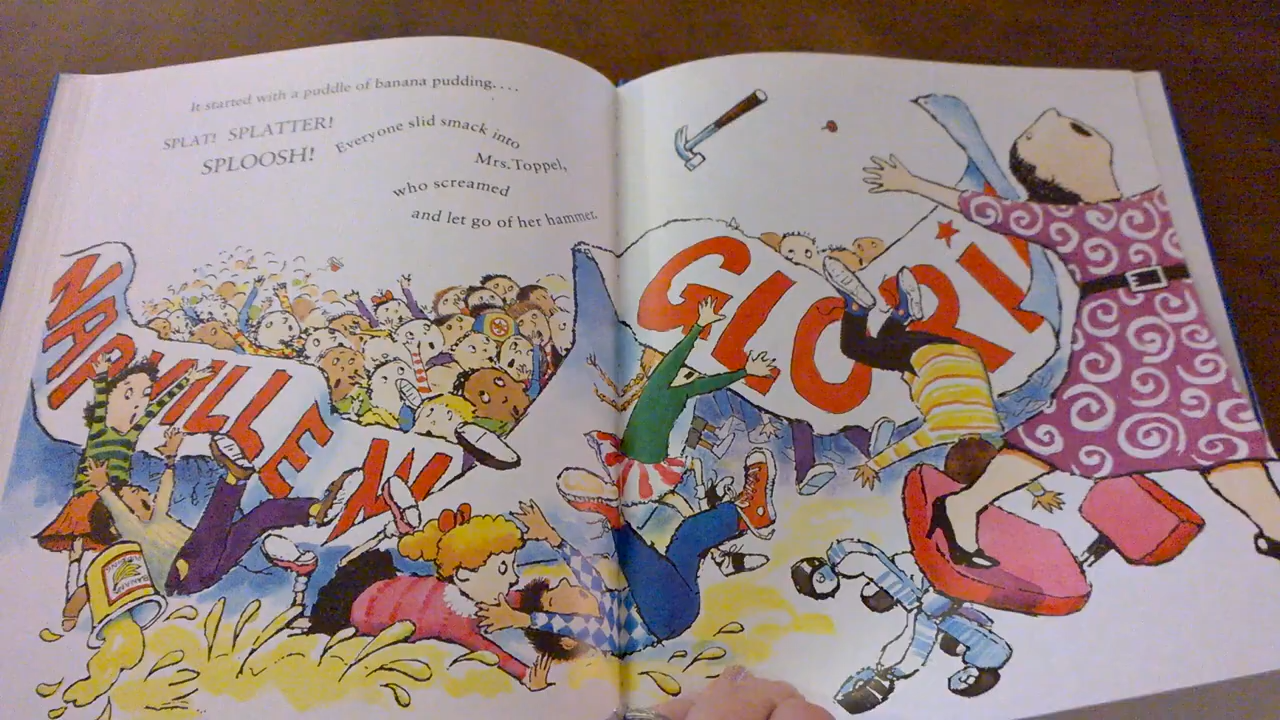 It started with a puddle of banana pudding....
SPLAT! SPLATTER!
SPLOOSH! Everyone slid smack into
Mrs. Toppel,
who screamed
and let go of her hammer.
NAPVILLE
GLORIA